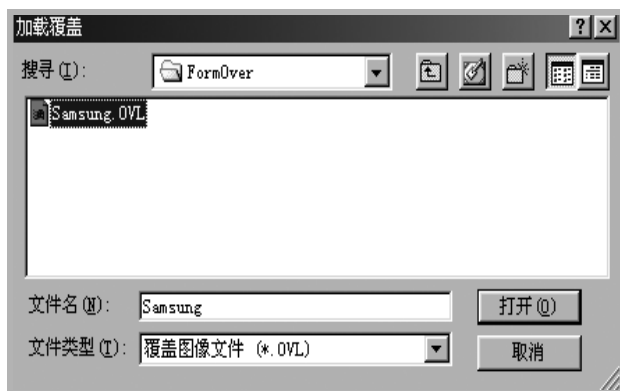 加载覆盖
搜寻(I): FormOver
Samsung.OVL
文件名(N): Samsung 打开(O)
文件类型(T): 覆盖图像文件 (*.OVL) 取消